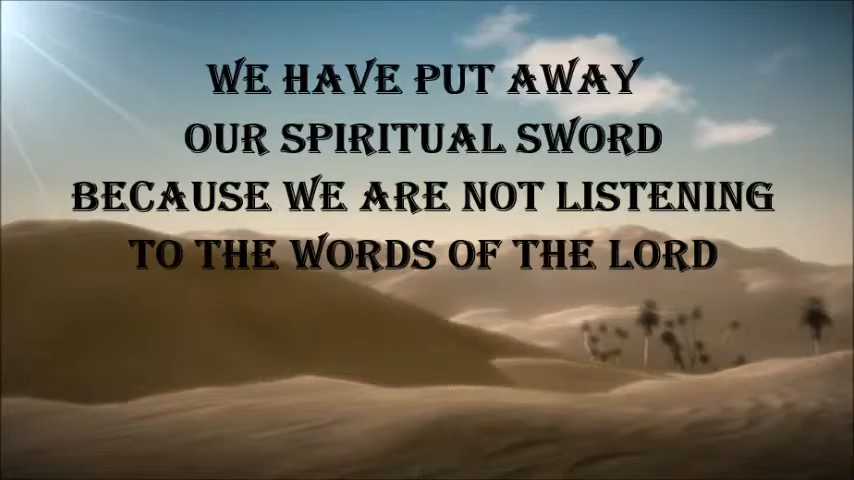 WE HAVE PUT AWAY
OUR SPIRITUAL SWORD
BECAUSE WE ARE NOT LISTENING
TO THE WORDS OF THE LORD